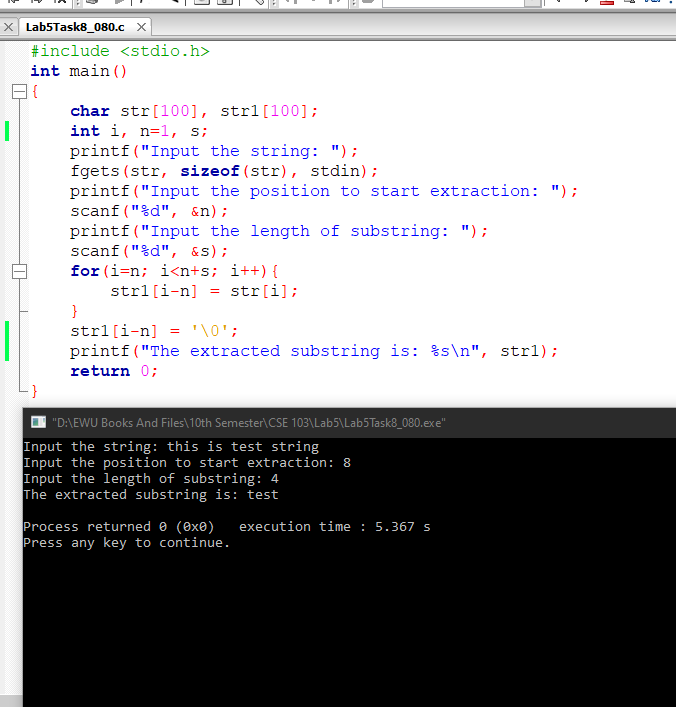 Lab5Task8_080.c
#include <stdio.h>
int main()
{
    char str[100], str1[100];
    int i, n=1, s;
    printf("Input the string: ");
    fgets(str, sizeof(str), stdin);
    printf("Input the position to start extraction: ");
    scanf("%d", &n);
    printf("Input the length of substring: ");
    scanf("%d", &s);
    for(i=n; i<n+s; i++){
        str1[i-n] = str[i];
    }
    str1[i-n] = '\0';
    printf("The extracted substring is: %s\n", str1);
    return 0;
}
"D:\EWU Books And Files\10th Semester\CSE 103\Lab5\Lab5Task8_080.exe"
Input the string: this is test string
Input the position to start extraction: 8
Input the length of substring: 4
The extracted substring is: test
Process returned 0 (0x0)   execution time : 5.367 s
Press any key to continue.